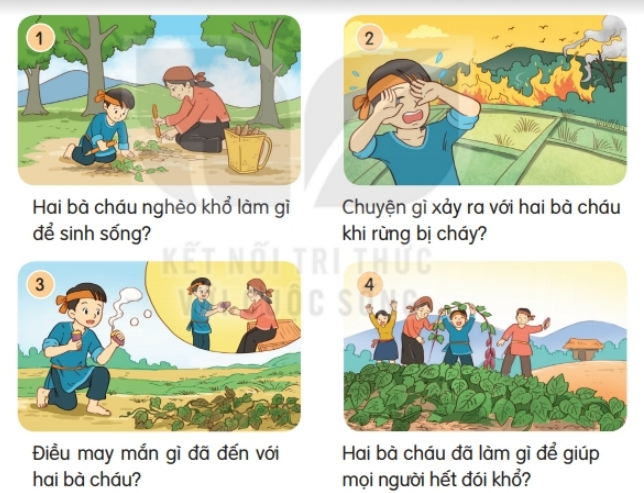 1
2
Hai bà cháu nghèo khổ làm gì
để sinh sống?
Chuyện gì xảy ra với hai bà cháu
khi rừng bị cháy?
KẾT NỐI TRI THỨC
VỚI CUỘC SỐNG
3
4
Điều may mắn gì đã đến với
hai bà cháu?
Hai bà cháu đã làm gì để giúp
mọi người hết đói khổ?